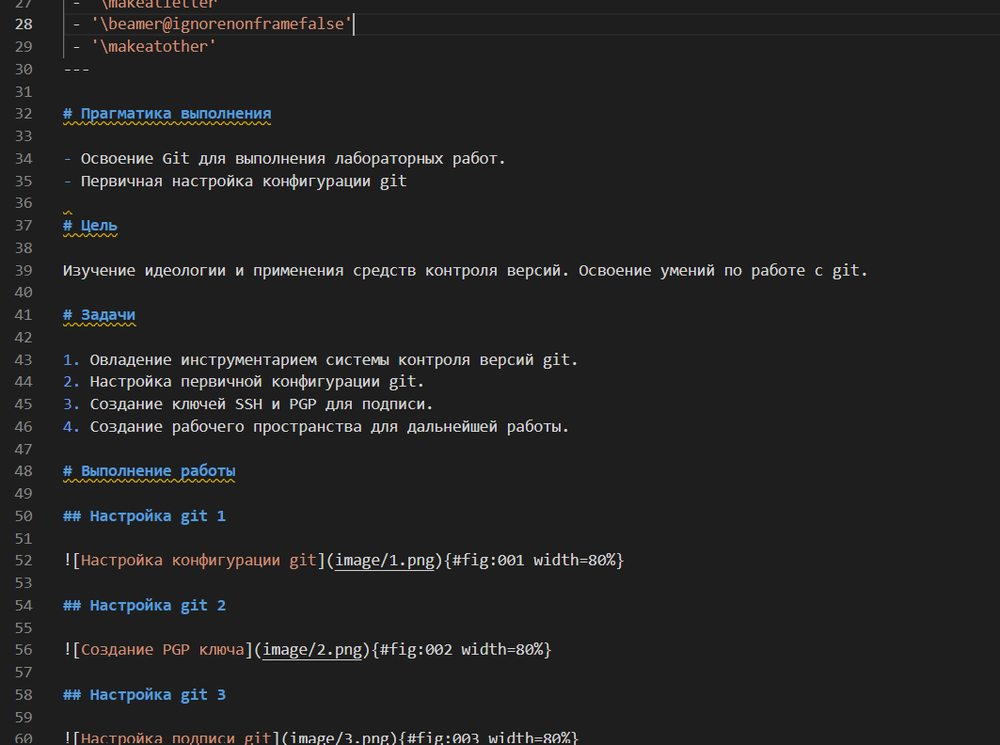 27 - '\makeatletter'
28 - '\beamer@ignorenonframefalse'
29 - '\makeatother'
30 ---
31
32 # Прагматика выполнения
33
34 - Освоение Git для выполнения лабораторных работ.
35 - Первичная настройка конфигурации git
36
37 # Цель
38
39 Изучение идеологии и применения средств контроля версий. Освоение умений по работе с git.
40
41 # Задачи
42
43 1. Овладение инструментарием системы контроля версий git.
44 2. Настройка первичной конфигурации git.
45 3. Создание ключей SSH и PGP для подписи.
46 4. Создание рабочего пространства для дальнейшей работы.
47
48 # Выполнение работы
49
50 ## Настройка git 1
51
52 ![Настройка конфигурации git](image/1.png){#fig:001 width=80%}
53
54 ## Настройка git 2
55
56 ![Создание PGP ключа](image/2.png){#fig:002 width=80%}
57
58 ## Настройка git 3
59
60 ![Настройка подписи git](image/3.png){#fig:003 width=80%}